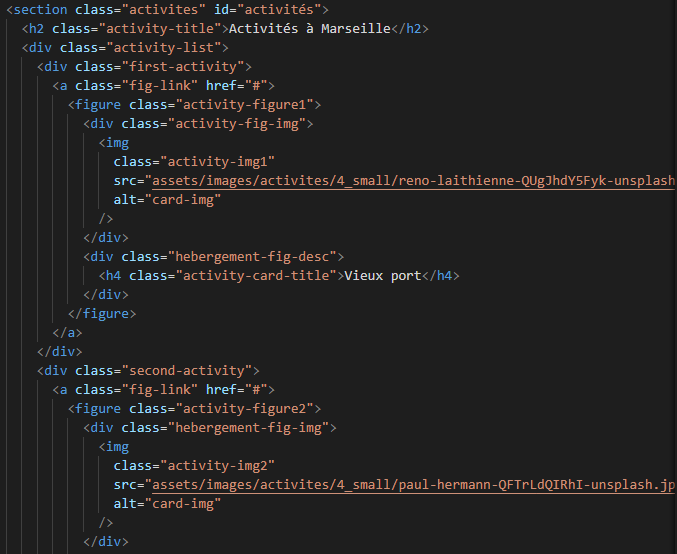 <section class="activites" id="activités">
<h2 class="activity-title">Activités à Marseille</h2>
<div class="activity-list">
<div class="first-activity">
<a class="fig-link" href="#">
<figure class="activity-figure1">
<div class="activity-fig-img">
<img
class="activity-img1"
src="assets/images/activites/4_small/reno-laithienne-QUgJhdY5Fyk-unsplash
alt="card-img"
/>
</div>
<div class="hebergement-fig-desc">
<h4 class="activity-card-title">Vieux port</h4>
</div>
</figure>
</a>
</div>
<div class="second-activity">
<a class="fig-link" href="#">
<figure class="activity-figure2">
<div class="hebergement-fig-img">
<img
class="activity-img2"
src="assets/images/activites/4_small/paul-hermann-QFTrLdQIRhI-unsplash.jp
alt="card-img"
/>
</div>